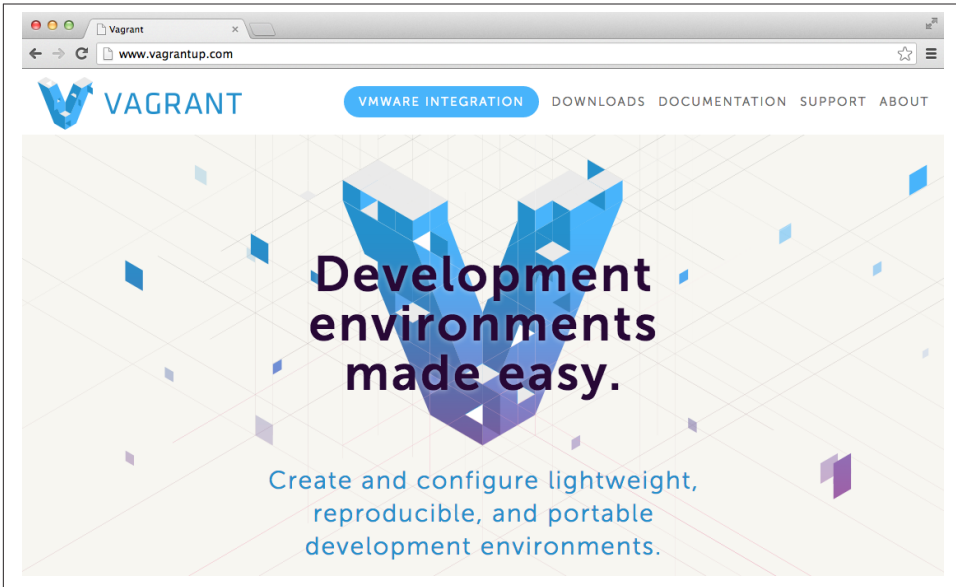 Vagrant
www.vagrantup.com
VAGRANT
VMWARE INTEGRATION DOWNLOADS DOCUMENTATION SUPPORT ABOUT
Development
environments
made easy.
Create and configure lightweight,
reproducible, and portable
development environments.